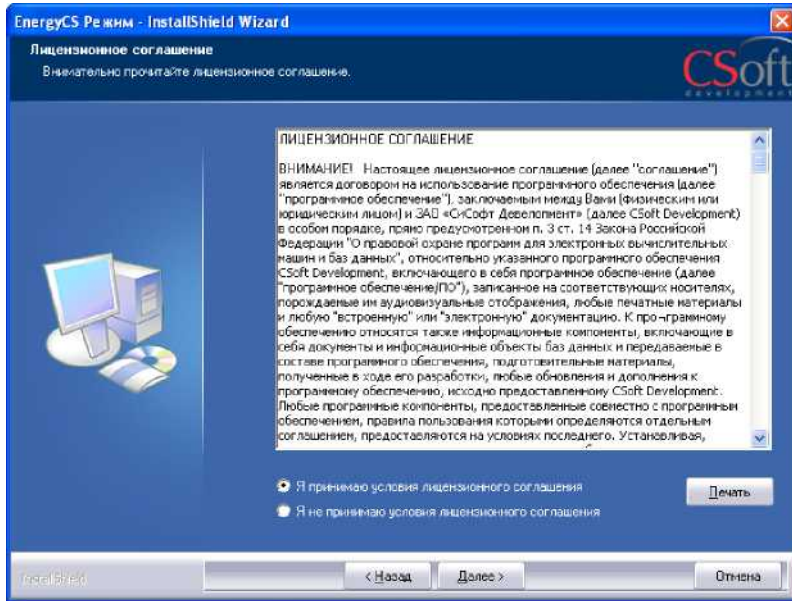 EnergyCS Режим - InstallShield Wizard
Лицензионное соглашение
Внимательно прочитайте лицензионное соглашение.
CSoft
development
ЛИЦЕНЗИОННОЕ СОГЛАШЕНИЕ
ВНИМАНИЕ! Настоящее лицензионное соглашение (далее "соглашение")
является договором на использование программного обеспечения (далее
"программное обеспечение"), заключаемым между Вами (физическим или
юридическим лицом) и ЗАО «СиСофт Девелопмент» (далее CSoft Development)
в особом порядке, прямо предусмотренном п. 3 ст. 14 Закона Российской
Федерации "О правовой охране программ для электронных вычислительных
машин и баз данных", относительно указанного программного обеспечения
CSoft Development, включающего в себя программное обеспечение (далее
"программное обеспечение/ПО"), записанное на соответствующих носителях,
порождаемые им аудиовизуальные отображения, любые печатные материалы
и любую "встроенную" или "электронную" документацию. К про¬граммному
обеспечению относятся также информационные компоненты, включающие в
себя документы и информационные объекты баз данных и передаваемые в
составе программного обеспечения, подготовительные материалы,
полученные в ходе его разработки, любые обновления и дополнения к
программному обеспечению, исходно предоставленному CSoft Development.
Любые программные компоненты, предоставленные совместно с программным
обеспечением, правила пользования которыми определяются отдельным
соглашением, предоставляются на условиях последнего. Устанавливая,
Я принимаю условия лицензионного соглашения
Я не принимаю условия лицензионного соглашения
Печать
InstallShield
< Назад
Далее >
Отмена